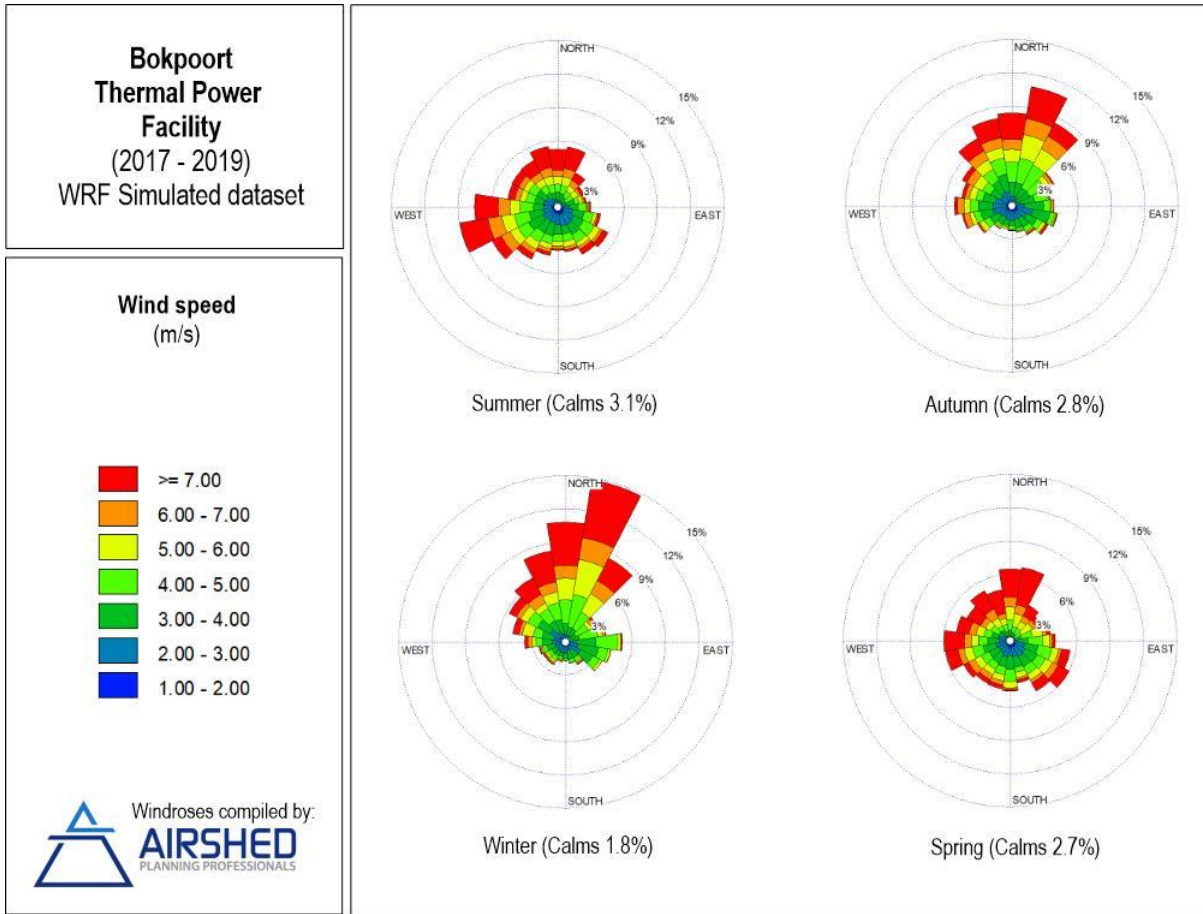 Bokpoort
Thermal Power
Facility
(2017 - 2019)
WRF Simulated dataset
Wind speed
(m/s)
>= 7.00
6.00 - 7.00
5.00 - 6.00
4.00 - 5.00
3.00 - 4.00
2.00 - 3.00
1.00 - 2.00
Windroses compiled by:
AIRSHED
PLANNING PROFESSIONALS
NORTH
15%
12%
9%
6%
3%
WEST
EAST
SOUTH
Summer (Calms 3.1%)
NORTH
15%
12%
9%
6%
3%
WEST
EAST
SOUTH
Autumn (Calms 2.8%)
NORTH
15%
12%
9%
6%
3%
WEST
EAST
SOUTH
Winter (Calms 1.8%)
NORTH
15%
12%
9%
6%
3%
WEST
EAST
SOUTH
Spring (Calms 2.7%)